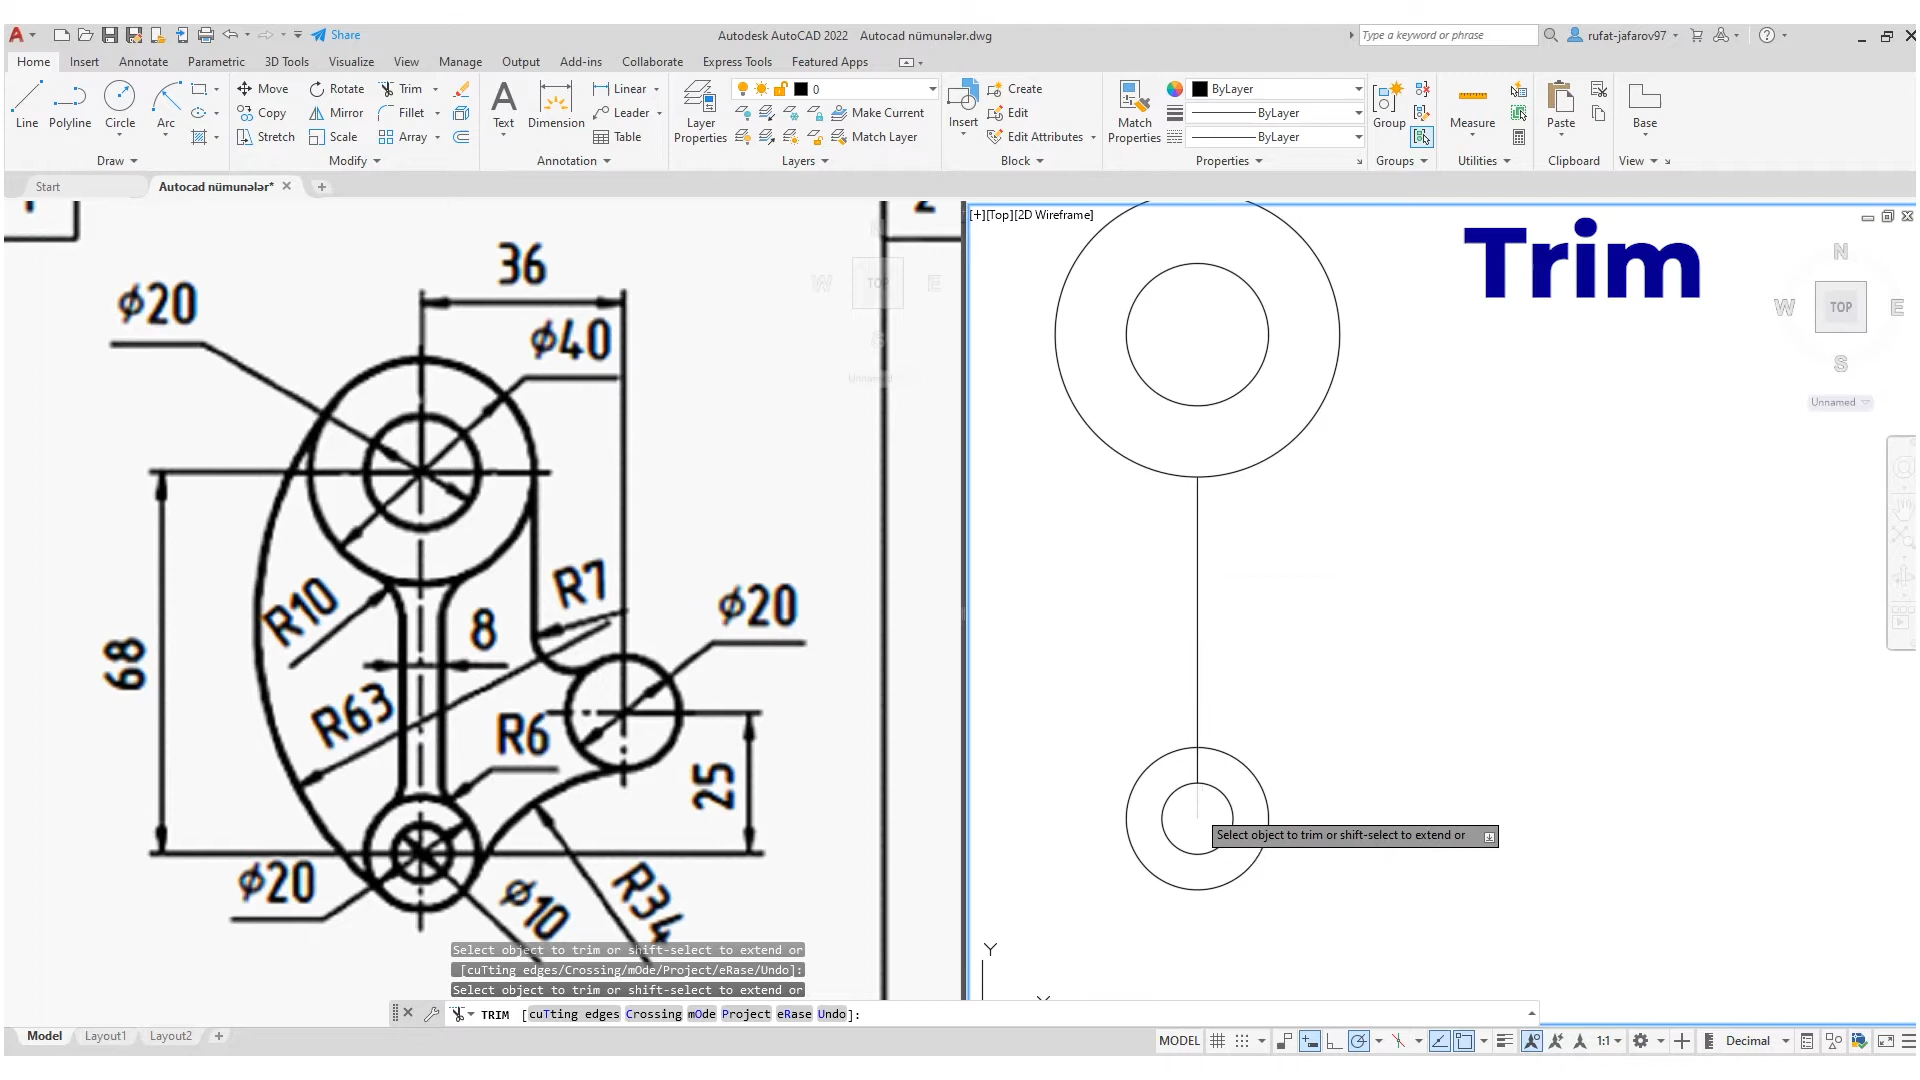 Share
Autodesk AutoCAD 2022 Autocad nümunələr.dwg
Type a keyword or phrase
rufat-jafarov97
Home Insert Annotate Parametric 3D Tools Visualize View Manage Output Add-ins Collaborate Express Tools Featured Apps
Line Polyline Circle Arc
Draw
Move Rotate Trim
Copy Mirror Fillet
Stretch Scale Array
Modify
Text Dimension
Linear
Leader
Table
Annotation
Layer Properties
0
Make Current
Match Layer
Layers
Insert
Create
Edit
Edit Attributes
Block
Match Properties
ByLayer
ByLayer
ByLayer
Properties
Group
Groups
Measure
Utilities
Paste
Clipboard
Base
View
Start Autocad nümunələr*
[+][Top][2D Wireframe]
Trim
N
W TOP E
S
Unnamed
W TOP E
S
Unnamed
36
ϕ20
ϕ40
R10
R7
8
ϕ20
68
R63
R6
25
ϕ20
ϕ10
R34
Select object to trim or shift-select to extend or
Y
Select object to trim or shift-select to extend or
[cuTting edges/Crossing/mOde/Project/eRase/Undo]:
Select object to trim or shift-select to extend or
TRIM [cuTting edges Crossing mOde Project eRase Undo]:
Model Layout1 Layout2
MODEL 1:1 Decimal